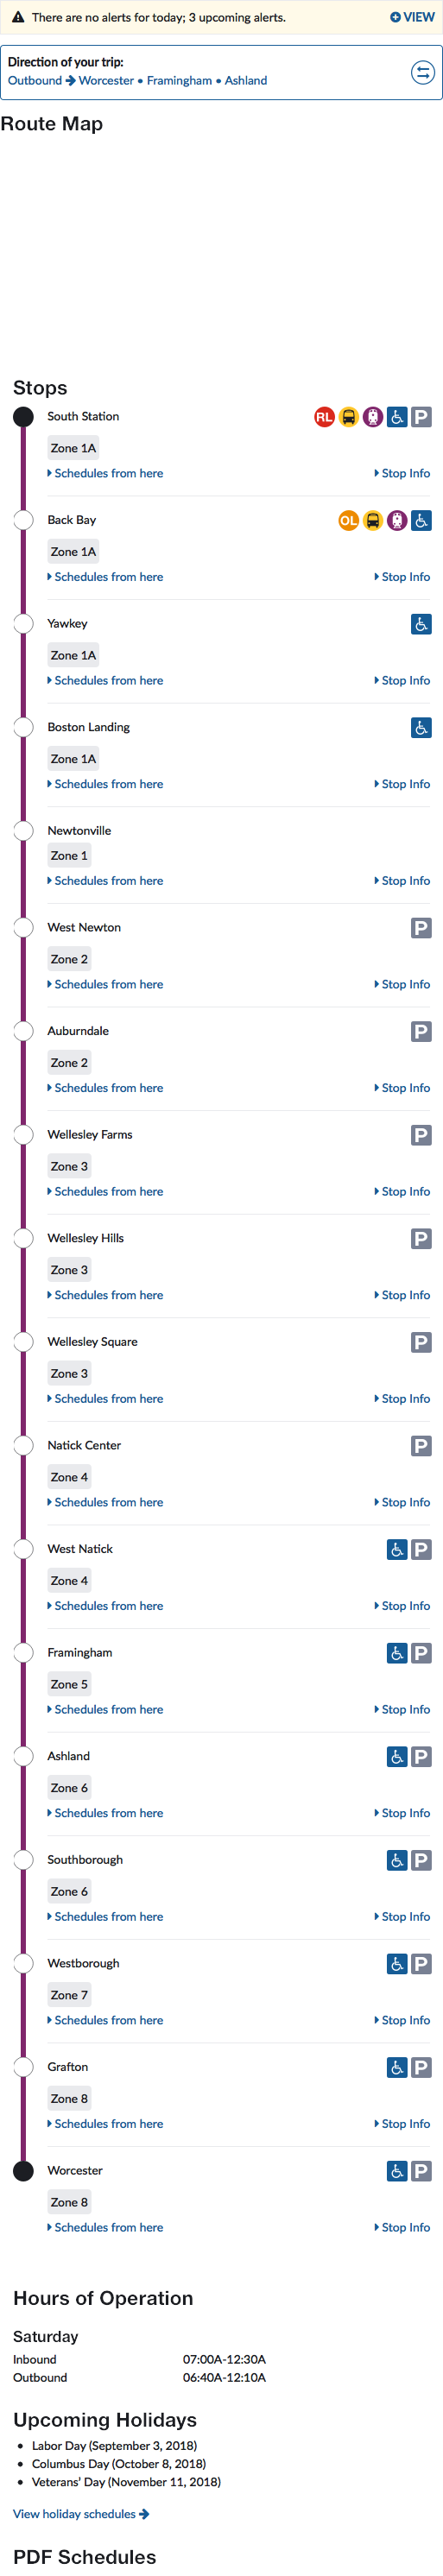 There are no alerts for today; 3 upcoming alerts. VIEW
Direction of your trip:
Outbound Worcester • Framingham • Ashland
Route Map
Stops
South Station RL P
Zone 1A
Schedules from here Stop Info
Back Bay OL
Zone 1A
Schedules from here Stop Info
Yawkey
Zone 1A
Schedules from here Stop Info
Boston Landing
Zone 1A
Schedules from here Stop Info
Newtonville
Zone 1
Schedules from here Stop Info
West Newton P
Zone 2
Schedules from here Stop Info
Auburndale P
Zone 2
Schedules from here Stop Info
Wellesley Farms P
Zone 3
Schedules from here Stop Info
Wellesley Hills P
Zone 3
Schedules from here Stop Info
Wellesley Square P
Zone 3
Schedules from here Stop Info
Natick Center P
Zone 4
Schedules from here Stop Info
West Natick P
Zone 4
Schedules from here Stop Info
Framingham P
Zone 5
Schedules from here Stop Info
Ashland P
Zone 6
Schedules from here Stop Info
Southborough P
Zone 6
Schedules from here Stop Info
Westborough P
Zone 7
Schedules from here Stop Info
Grafton P
Zone 8
Schedules from here Stop Info
Worcester P
Zone 8
Schedules from here Stop Info
Hours of Operation
Saturday
Inbound 07:00A-12:30A
Outbound 06:40A-12:10A
Upcoming Holidays
• Labor Day (September 3, 2018)
• Columbus Day (October 8, 2018)
• Veterans’ Day (November 11, 2018)
View holiday schedules
PDF Schedules